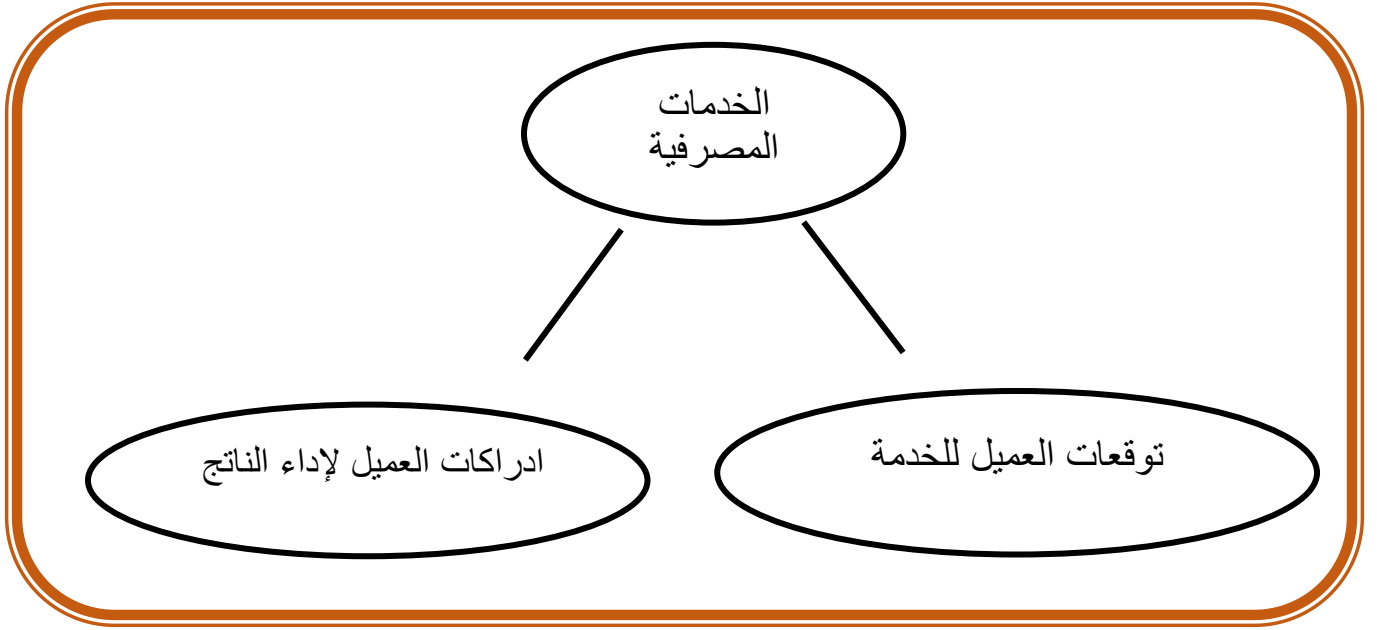 الخدمات
المصرفية
توقعات العميل للخدمة
ادراكات العميل لإداء الناتج